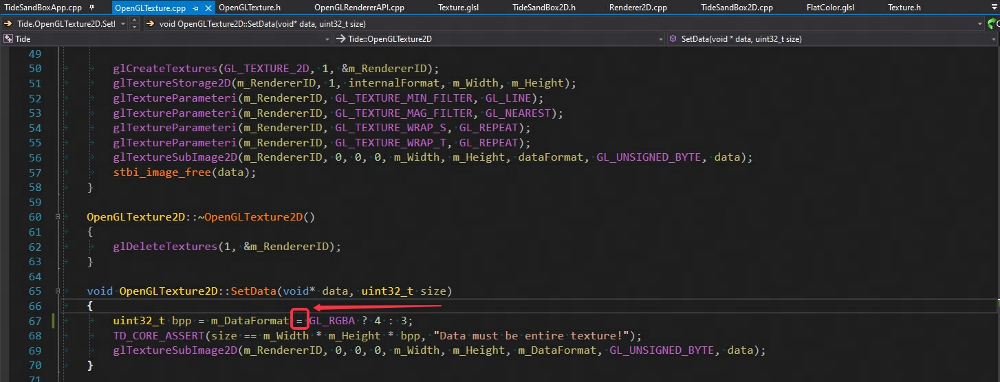 TideSandBoxApp.cpp OpenGLTexture.cpp OpenGLTexture.h OpenGLRendererAPI.cpp Texture.glsl TideSandBox2D.h Renderer2D.cpp TideSandBox2D.cpp FlatColor.glsl Texture.h
Tide.OpenGLTexture2D.Set void OpenGLTexture2D::SetData(void* data, uint32_t size)
Tide Tide::OpenGLTexture2D SetData(void * data, uint32_t size)
49
50 glCreateTextures(GL_TEXTURE_2D, 1, &m_RendererID);
51 glTextureStorage2D(m_RendererID, 1, internalFormat, m_Width, m_Height);
52 glTextureParameteri(m_RendererID, GL_TEXTURE_MIN_FILTER, GL_LINE);
53 glTextureParameteri(m_RendererID, GL_TEXTURE_MAG_FILTER, GL_NEAREST);
54 glTextureParameteri(m_RendererID, GL_TEXTURE_WRAP_S, GL_REPEAT);
55 glTextureParameteri(m_RendererID, GL_TEXTURE_WRAP_T, GL_REPEAT);
56 glTextureSubImage2D(m_RendererID, 0, 0, 0, m_Width, m_Height, dataFormat, GL_UNSIGNED_BYTE, data);
57 stbi_image_free(data);
58 }
59
60 OpenGLTexture2D::~OpenGLTexture2D()
61 {
62 glDeleteTextures(1, &m_RendererID);
63 }
64
65 void OpenGLTexture2D::SetData(void* data, uint32_t size)
66 {
67 uint32_t bpp = m_DataFormat = GL_RGBA ? 4 : 3;
68 TD_CORE_ASSERT(size == m_Width * m_Height * bpp, "Data must be entire texture!");
69 glTextureSubImage2D(m_RendererID, 0, 0, 0, m_Width, m_Height, m_DataFormat, GL_UNSIGNED_BYTE, data);
70 }
71